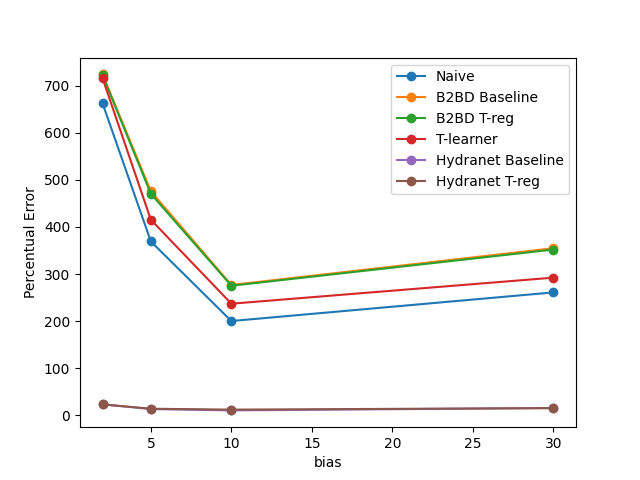 Naive
B2BD Baseline
B2BD T-reg
T-learner
Hydranet Baseline
Hydranet T-reg
Percentual Error
700
600
500
400
300
200
100
0
5
10
15
20
25
30
bias